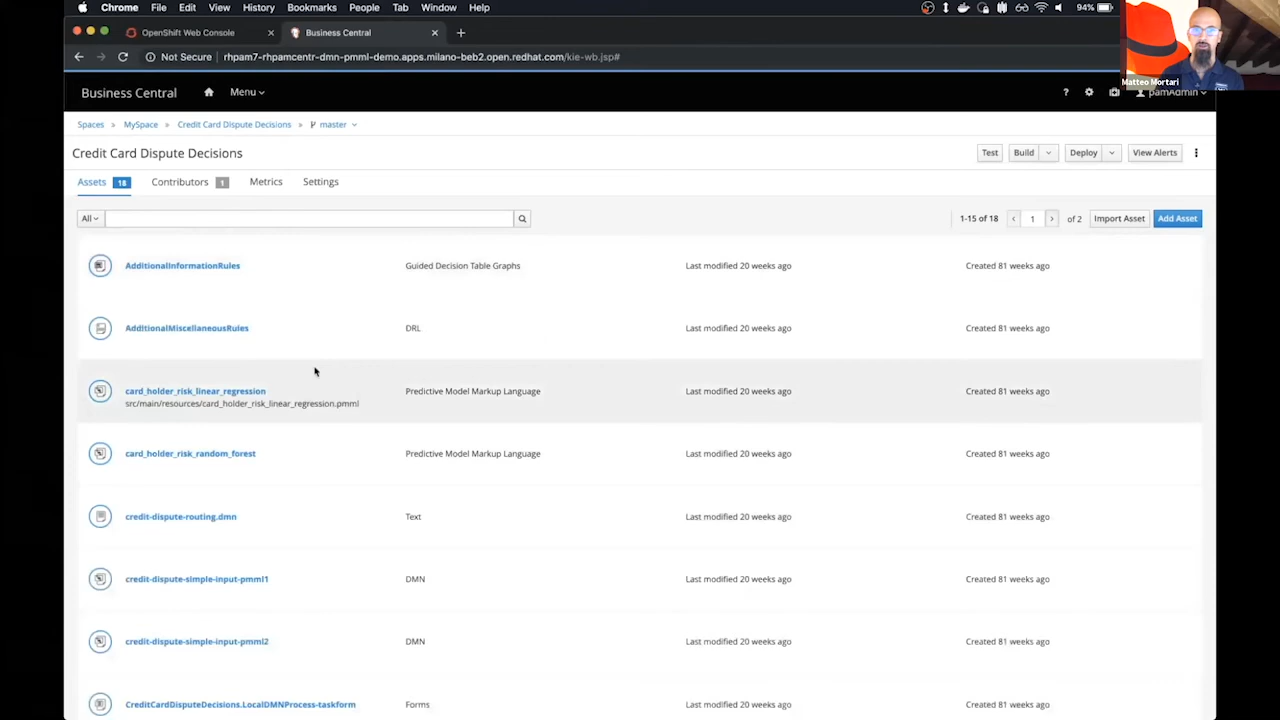 Chrome File Edit View History Bookmarks People Tab Window Help 94%
OpenShift Web Console Business Central
Not Secure rhpam7-rhpamcentr-dmn-pmml-demo.apps.milano-beb2.open.redhat.com/kie-wb.jsp#
Matteo Mortari
Business Central Menu ? pamAdmin
Spaces » MySpace » Credit Card Dispute Decisions » master
Credit Card Dispute Decisions Test Build Deploy View Alerts
Assets 18 Contributors 1 Metrics Settings
All 1-15 of 18 < 1 > of 2 Import Asset Add Asset
AdditionalInformationRules Guided Decision Table Graphs Last modified 20 weeks ago Created 81 weeks ago
AdditionalMiscellaneousRules DRL Last modified 20 weeks ago Created 81 weeks ago
card_holder_risk_linear_regression Predictive Model Markup Language Last modified 20 weeks ago Created 81 weeks ago
src/main/resources/card_holder_risk_linear_regression.pmml
card_holder_risk_random_forest Predictive Model Markup Language Last modified 20 weeks ago Created 81 weeks ago
credit-dispute-routing.dmn Text Last modified 20 weeks ago Created 81 weeks ago
credit-dispute-simple-input-pmml1 DMN Last modified 20 weeks ago Created 81 weeks ago
credit-dispute-simple-input-pmml2 DMN Last modified 20 weeks ago Created 81 weeks ago
CreditCardDisputeDecisions.LocalDMNProcess-taskform Forms Last modified 20 weeks ago Created 81 weeks ago